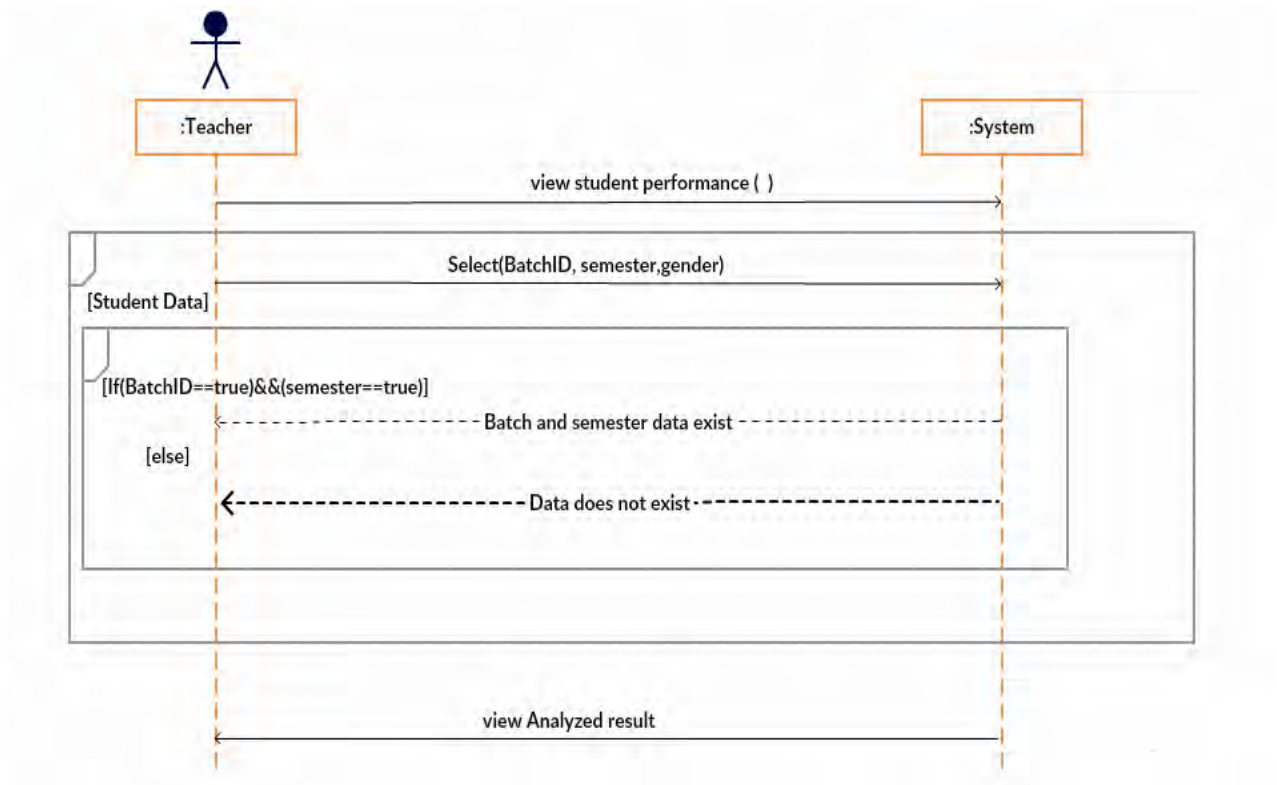 :Teacher
:System
view student performance (  )
Select(BatchID, semester,gender)
[Student Data]
[If(BatchID==true)&&(semester==true)]
Batch and semester data exist
[else]
Data does not exist
view Analyzed result